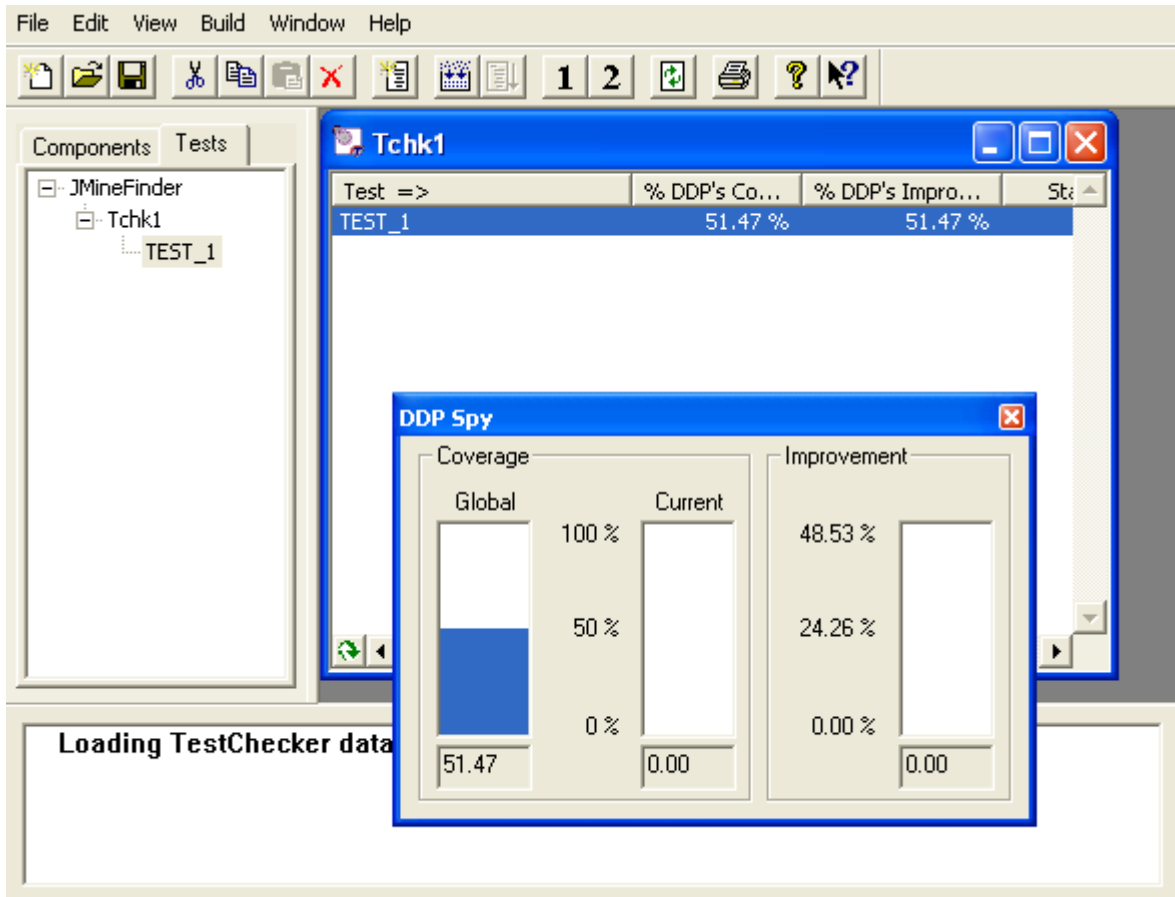 File Edit View Build Window Help
1 2
Components Tests
JMineFinder
Tchk1
TEST_1
Tchk1
Test => % DDP's Co... % DDP's Impro... Sta
TEST_1 51.47 % 51.47 %
DDP Spy
Coverage
Global Current
100 %
50 %
0 %
51.47 0.00
Improvement
48.53 %
24.26 %
0.00 %
0.00
Loading TestChecker data